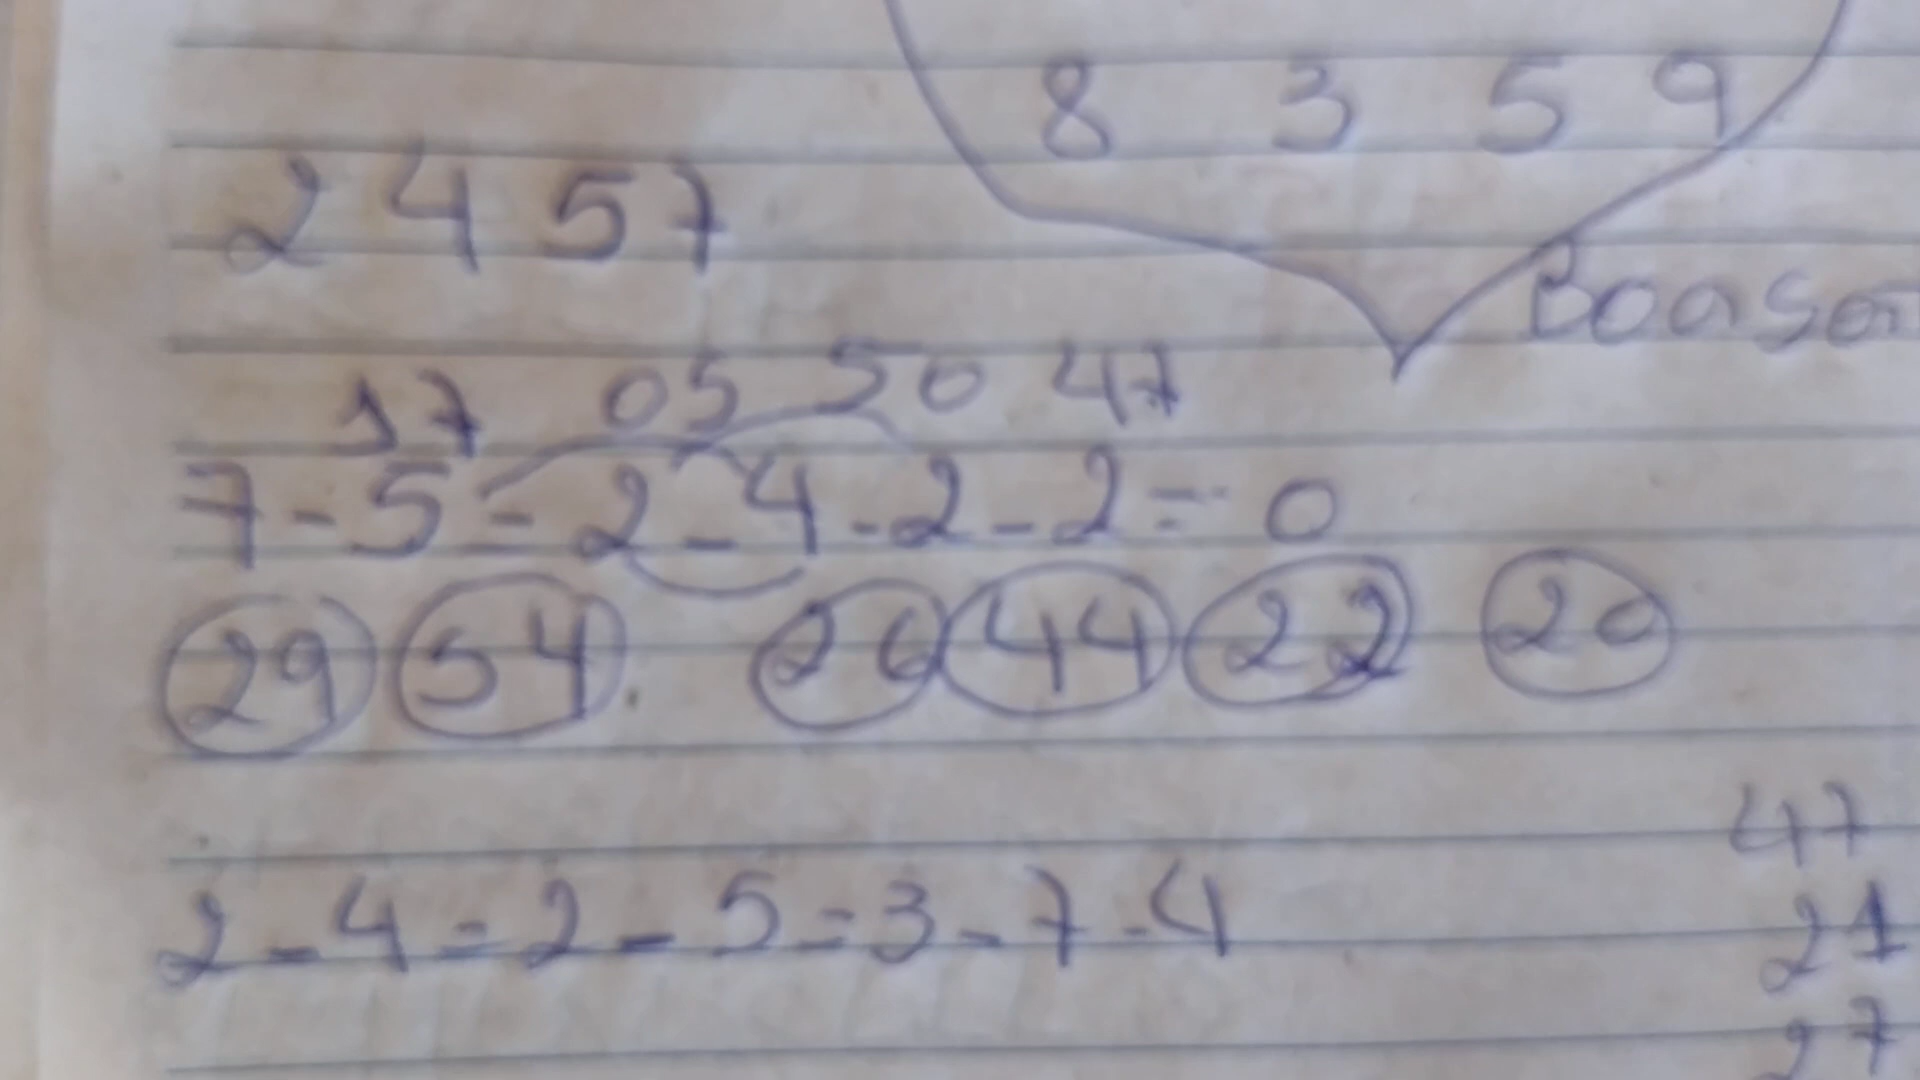 8 3 5 9
2 4 5 7
17 05 50 47
7 - 5 = 2 - 4 - 2 - 2 = 0
29 54 26 44 22 20
47
2 - 4 = 2 - 5 = 3 - 7 - 4
21
27